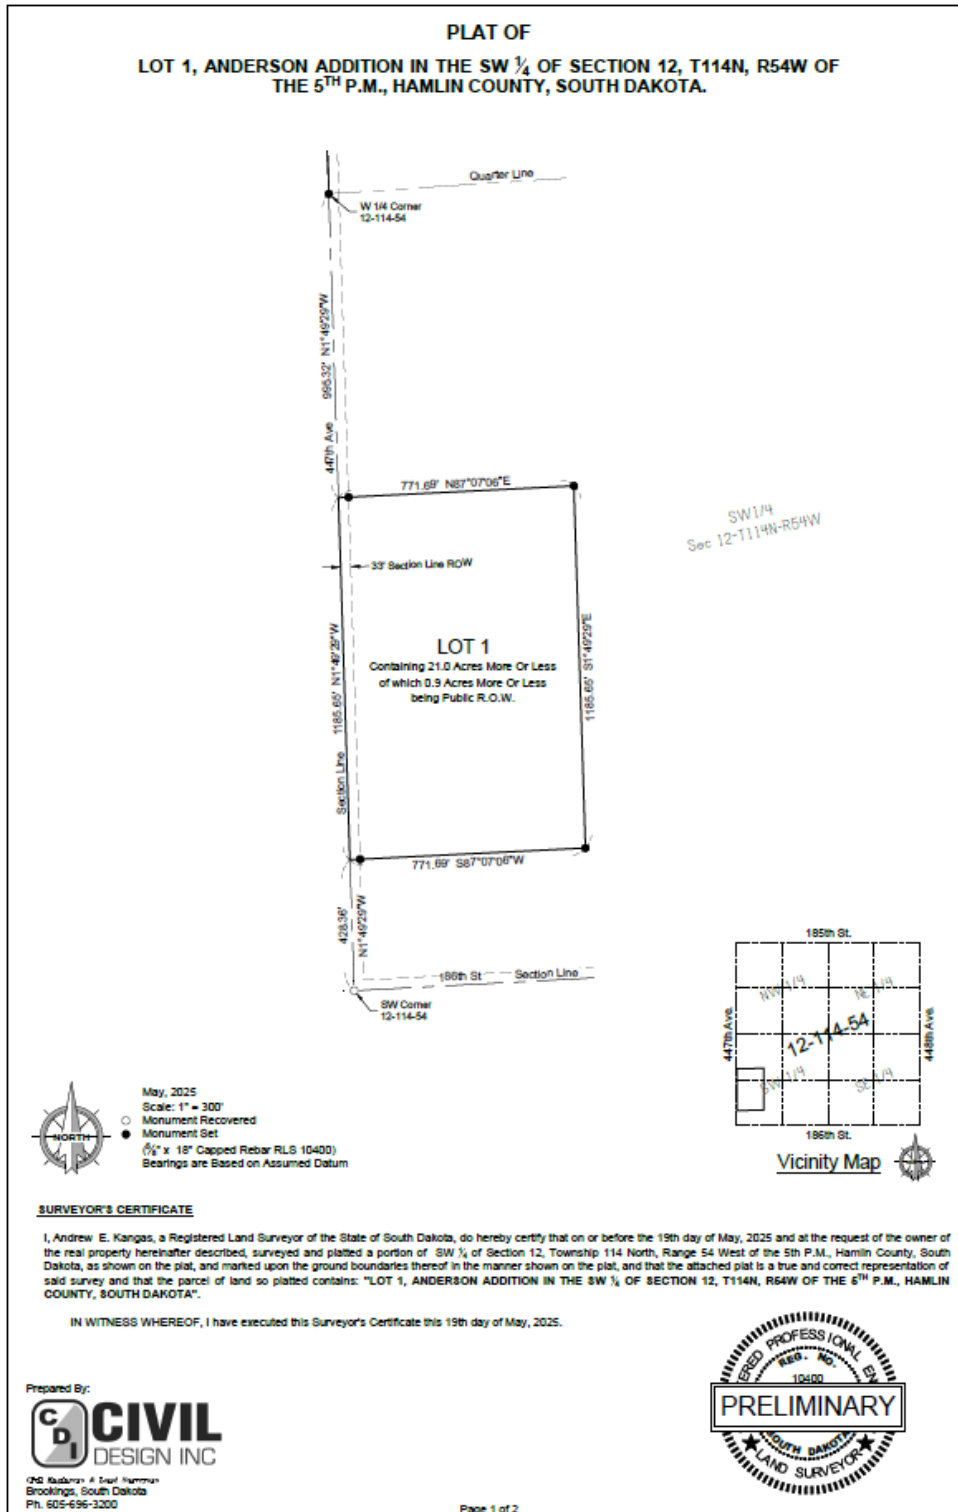 PLAT OF
LOT 1, ANDERSON ADDITION IN THE SW 1/4 OF SECTION 12, T114N, R54W OF
THE 5TH P.M., HAMLIN COUNTY, SOUTH DAKOTA.
Quarter Line
W 1/4 Corner
12-114-54
995.32' N1°49'29"W
447th Ave
771.69' N87°07'06"E
SW1/4
Sec 12-T114N-R54W
33' Section Line ROW
1185.65' N1°49'29"W
Section Line
LOT 1
Containing 21.0 Acres More Or Less
of which 0.9 Acres More Or Less
being Public R.O.W.
1185.65' S1°49'29"E
771.69' S87°07'06"W
428.36'
N1°49'29"W
186th St
Section Line
SW Corner
12-114-54
185th St.
NW 1/4
NE 1/4
447th Ave.
12-114-54
448th Ave.
SW 1/4
SE 1/4
186th St.
Vicinity Map
NORTH
May, 2025
Scale: 1" = 300'
Monument Recovered
Monument Set
(5/8" x 18" Capped Rebar RLS 10400)
Bearings are Based on Assumed Datum
SURVEYOR'S CERTIFICATE
I, Andrew E. Kangas, a Registered Land Surveyor of the State of South Dakota, do hereby certify that on or before the 19th day of May, 2025 and at the request of the owner of
the real property hereinafter described, surveyed and platted a portion of SW 1/4 of Section 12, Township 114 North, Range 54 West of the 5th P.M., Hamlin County, South
Dakota, as shown on the plat, and marked upon the ground boundaries thereof in the manner shown on the plat, and that the attached plat is a true and correct representation of
said survey and that the parcel of land so platted contains: "LOT 1, ANDERSON ADDITION IN THE SW 1/4 OF SECTION 12, T114N, R54W OF THE 5TH P.M., HAMLIN
COUNTY, SOUTH DAKOTA".
IN WITNESS WHEREOF, I have executed this Surveyor's Certificate this 19th day of May, 2025.
REG. NO.
10400
PRELIMINARY
SOUTH DAKOTA
LAND SURVEYOR
Prepared By:
CDI
CIVIL
DESIGN INC
Brookings, South Dakota
Ph. 605-696-3200
Page 1 of 2